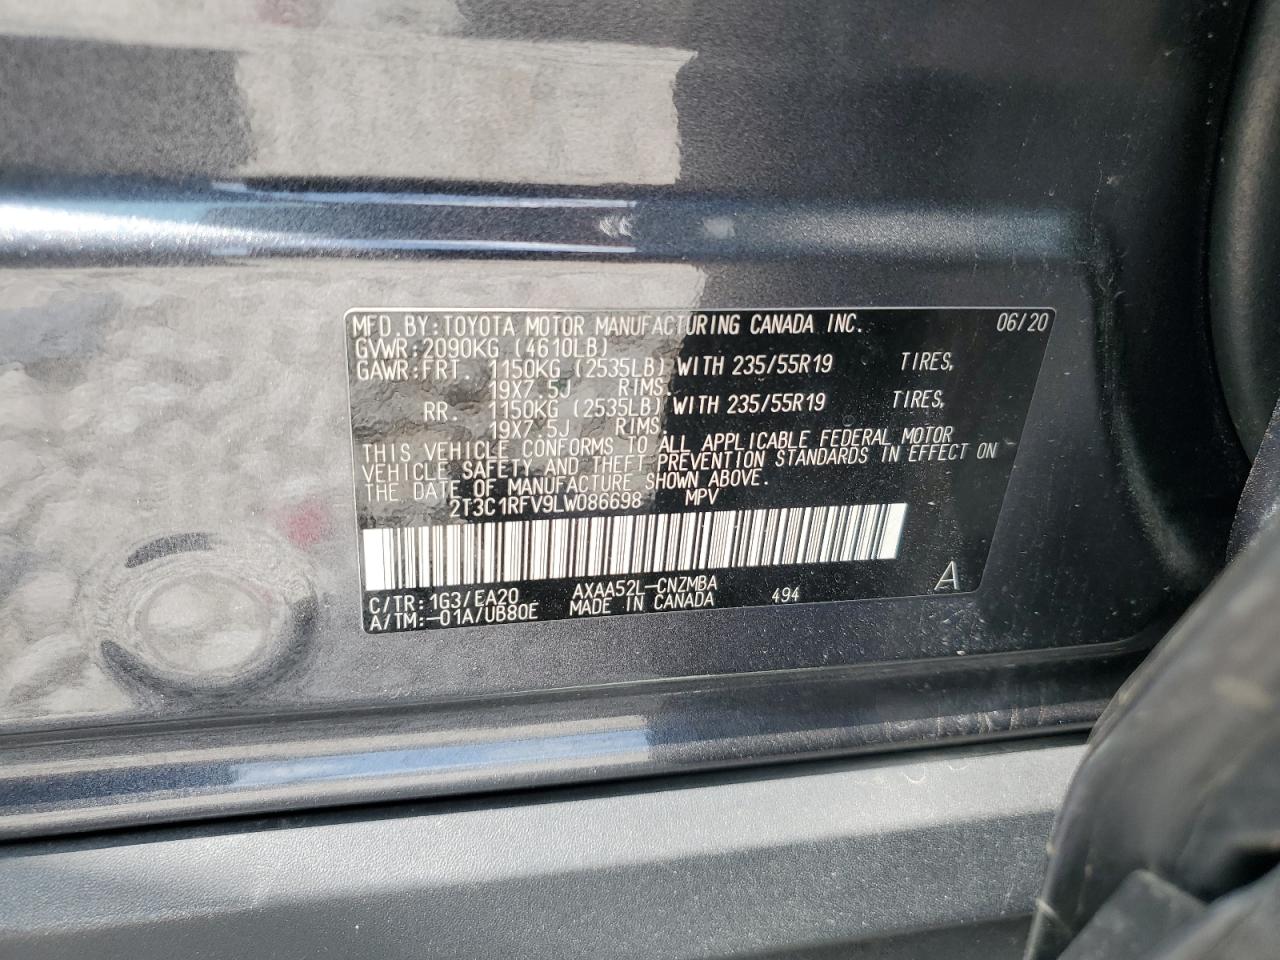 MFD.BY:TOYOTA MOTOR MANUFACTURING CANADA INC. 06/20
GVWR:2090KG (4610LB)
GAWR:FRT. 1150KG (2535LB) WITH 235/55R19 TIRES,
19X7.5J RIMS.
RR. 1150KG (2535LB) WITH 235/55R19 TIRES,
19X7.5J RIMS
THIS VEHICLE CONFORMS TO ALL APPLICABLE FEDERAL MOTOR
VEHICLE SAFETY AND THEFT PREVENTION STANDARDS IN EFFECT ON
THE DATE OF MANUFACTURE SHOWN ABOVE.
2T3C1RFV9LW086698 MPV
C/TR:1G3/EA20 AXAA52L-CNZMBA
A/TM:-01A/UB80E MADE IN CANADA 494 A